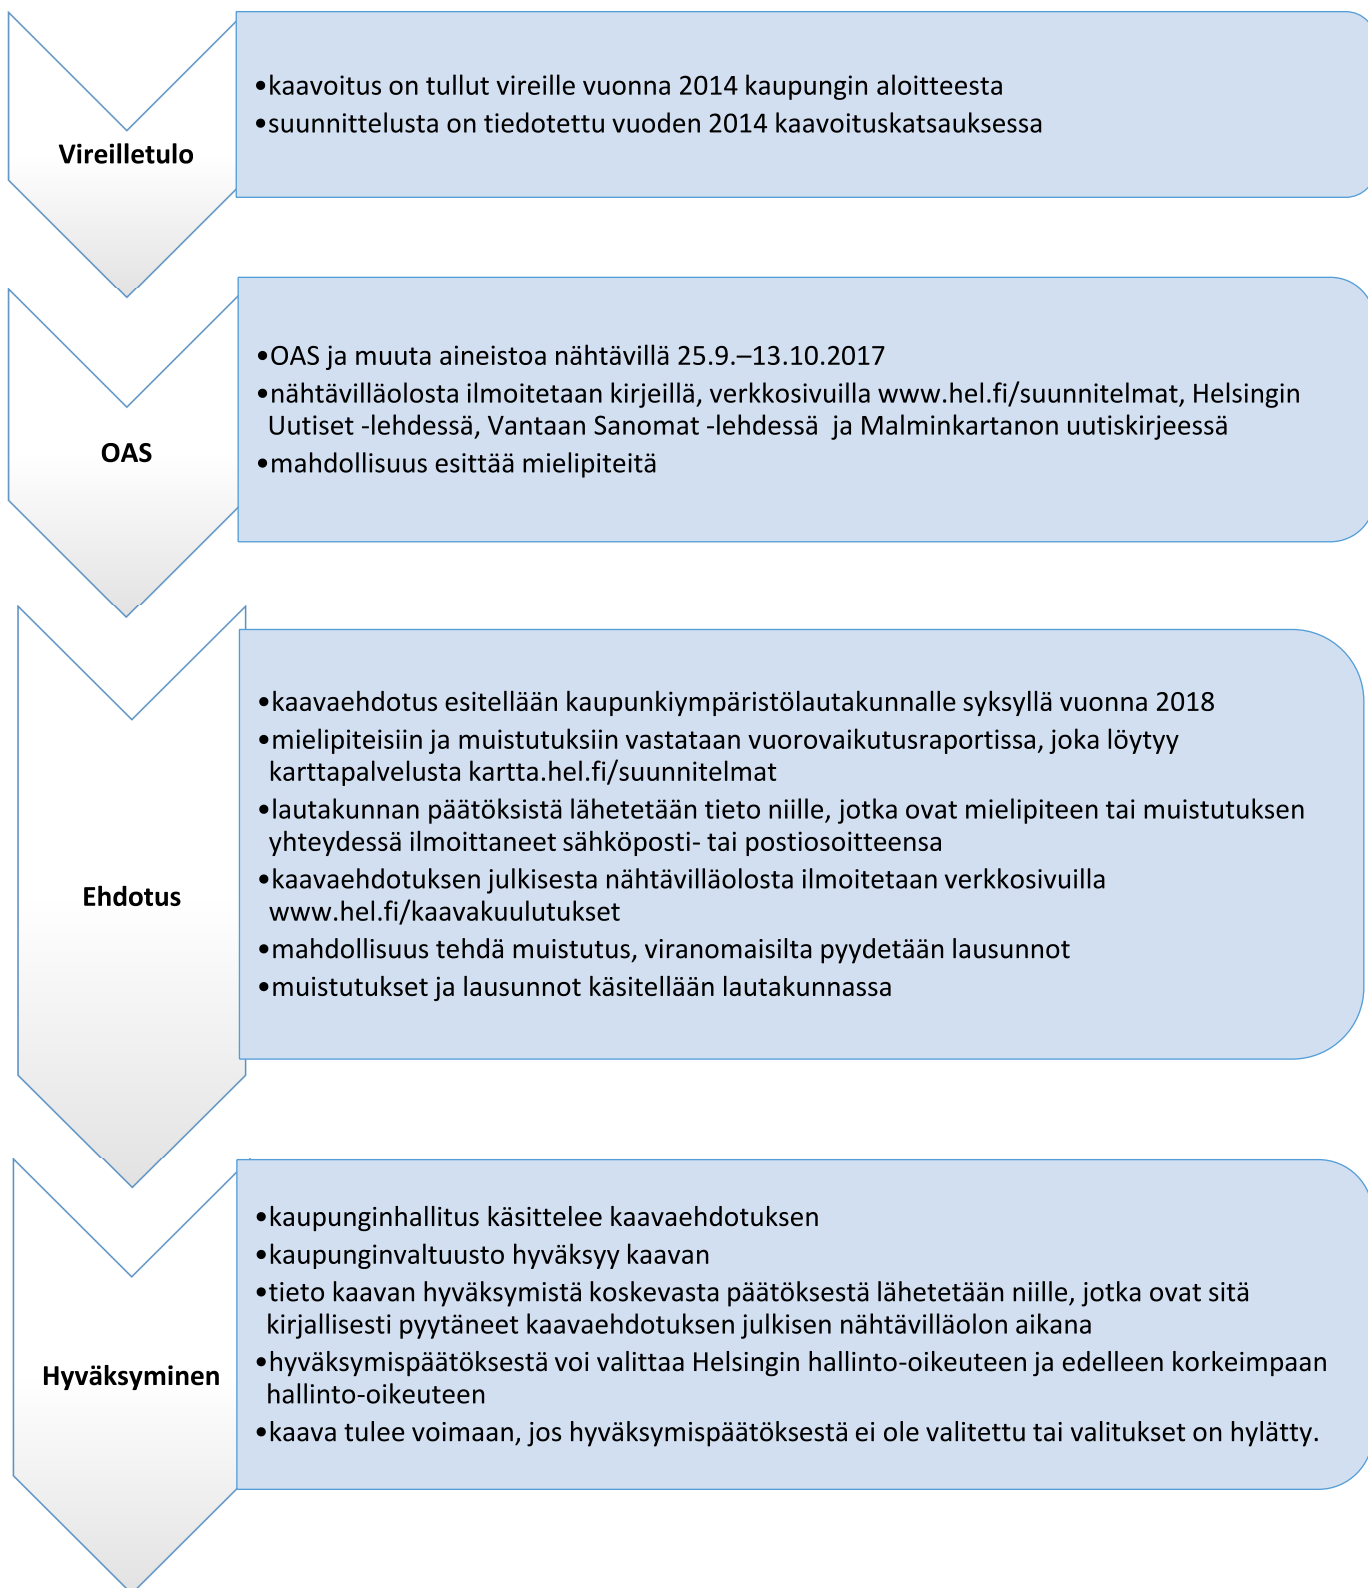 Vireilletulo
•kaavoitus on tullut vireille vuonna 2014 kaupungin aloitteesta
•suunnittelusta on tiedotettu vuoden 2014 kaavoituskatsauksessa
OAS
•OAS ja muuta aineistoa nähtävillä 25.9.–13.10.2017
•nähtävilläolosta ilmoitetaan kirjeillä, verkkosivuilla www.hel.fi/suunnitelmat, Helsingin
Uutiset -lehdessä, Vantaan Sanomat -lehdessä ja Malminkartanon uutiskirjeessä
•mahdollisuus esittää mielipiteitä
Ehdotus
•kaavaehdotus esitellään kaupunkiympäristölautakunnalle syksyllä vuonna 2018
•mielipiteisiin ja muistutuksiin vastataan vuorovaikutusraportissa, joka löytyy
karttapalvelusta kartta.hel.fi/suunnitelmat
•lautakunnan päätöksistä lähetetään tieto niille, jotka ovat mielipiteen tai muistutuksen
yhteydessä ilmoittaneet sähköposti- tai postiosoitteensa
•kaavaehdotuksen julkisesta nähtävilläolosta ilmoitetaan verkkosivuilla
www.hel.fi/kaavakuulutukset
•mahdollisuus tehdä muistutus, viranomaisilta pyydetään lausunnot
•muistutukset ja lausunnot käsitellään lautakunnassa
Hyväksyminen
•kaupunginhallitus käsittelee kaavaehdotuksen
•kaupunginvaltuusto hyväksyy kaavan
•tieto kaavan hyväksymistä koskevasta päätöksestä lähetetään niille, jotka ovat sitä
kirjallisesti pyytäneet kaavaehdotuksen julkisen nähtävilläolon aikana
•hyväksymispäätöksestä voi valittaa Helsingin hallinto-oikeuteen ja edelleen korkeimpaan
hallinto-oikeuteen
•kaava tulee voimaan, jos hyväksymispäätöksestä ei ole valitettu tai valitukset on hylätty.